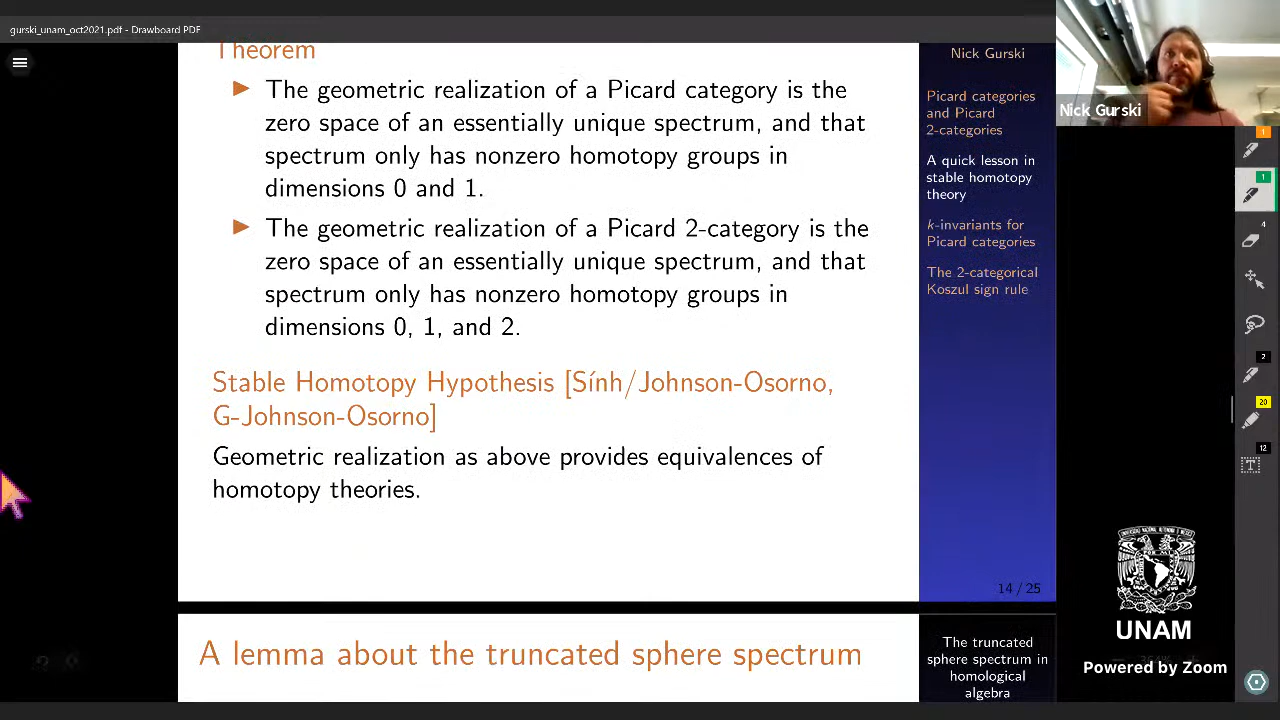 gurski_unam_oct2021.pdf - Drawboard PDF
Theorem
The geometric realization of a Picard category is the
zero space of an essentially unique spectrum, and that
spectrum only has nonzero homotopy groups in
dimensions 0 and 1.
The geometric realization of a Picard 2-category is the
zero space of an essentially unique spectrum, and that
spectrum only has nonzero homotopy groups in
dimensions 0, 1, and 2.
Stable Homotopy Hypothesis [Sính/Johnson-Osorno,
G-Johnson-Osorno]
Geometric realization as above provides equivalences of
homotopy theories.
A lemma about the truncated sphere spectrum
Nick Gurski
Picard categories
and Picard
2-categories
A quick lesson in
stable homotopy
theory
k-invariants for
Picard categories
The 2-categorical
Koszul sign rule
14 / 25
The truncated
sphere spectrum in
homological
algebra
Nick Gurski
1
1
4
2
20
12
T
UNAM
Powered by Zoom